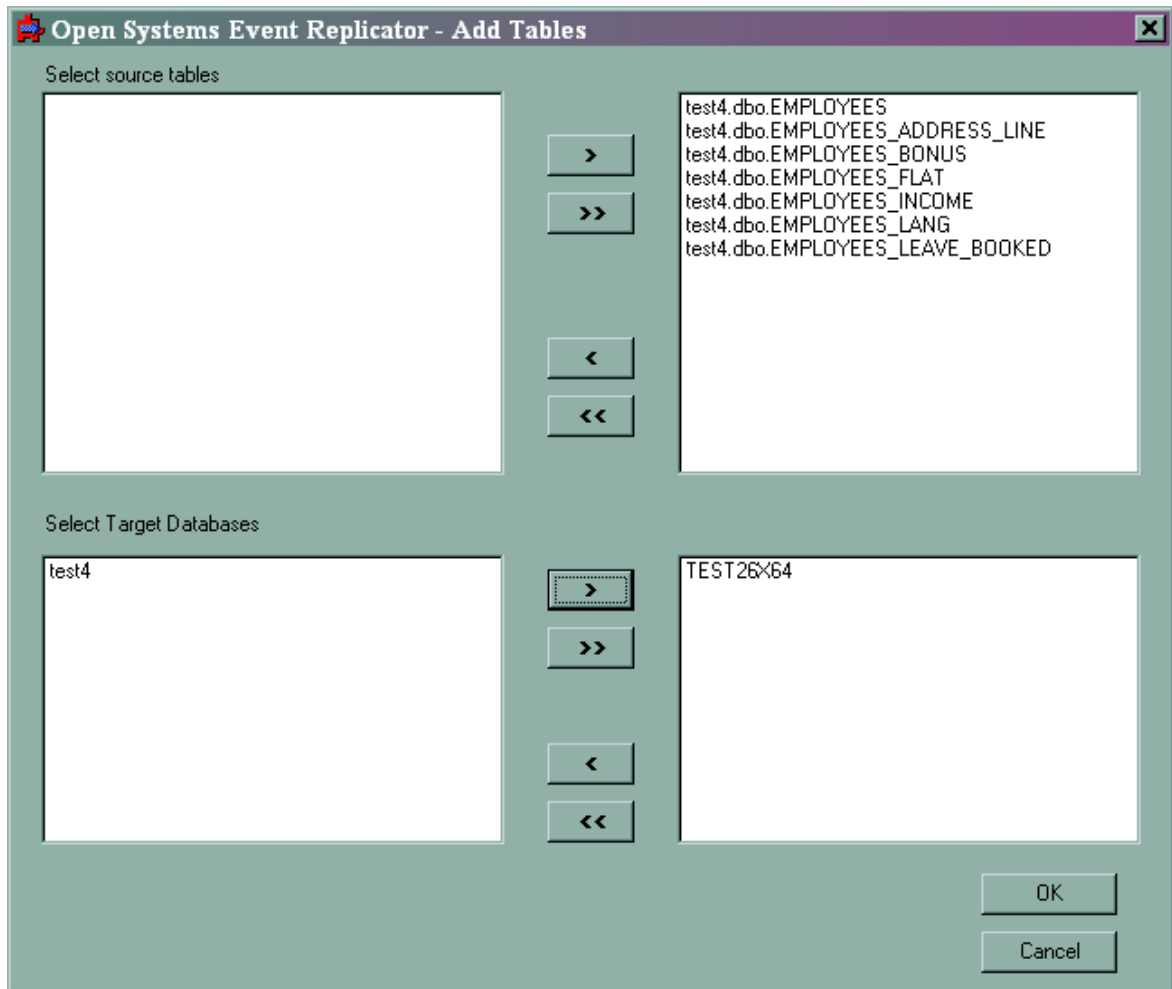 Open Systems Event Replicator - Add Tables
Select source tables
test4.dbo.EMPLOYEES
test4.dbo.EMPLOYEES_ADDRESS_LINE
test4.dbo.EMPLOYEES_BONUS
test4.dbo.EMPLOYEES_FLAT
test4.dbo.EMPLOYEES_INCOME
test4.dbo.EMPLOYEES_LANG
test4.dbo.EMPLOYEES_LEAVE_BOOKED
>
>>
<
<<
Select Target Databases
test4
>
>>
<
<<
TEST26X64
OK
Cancel